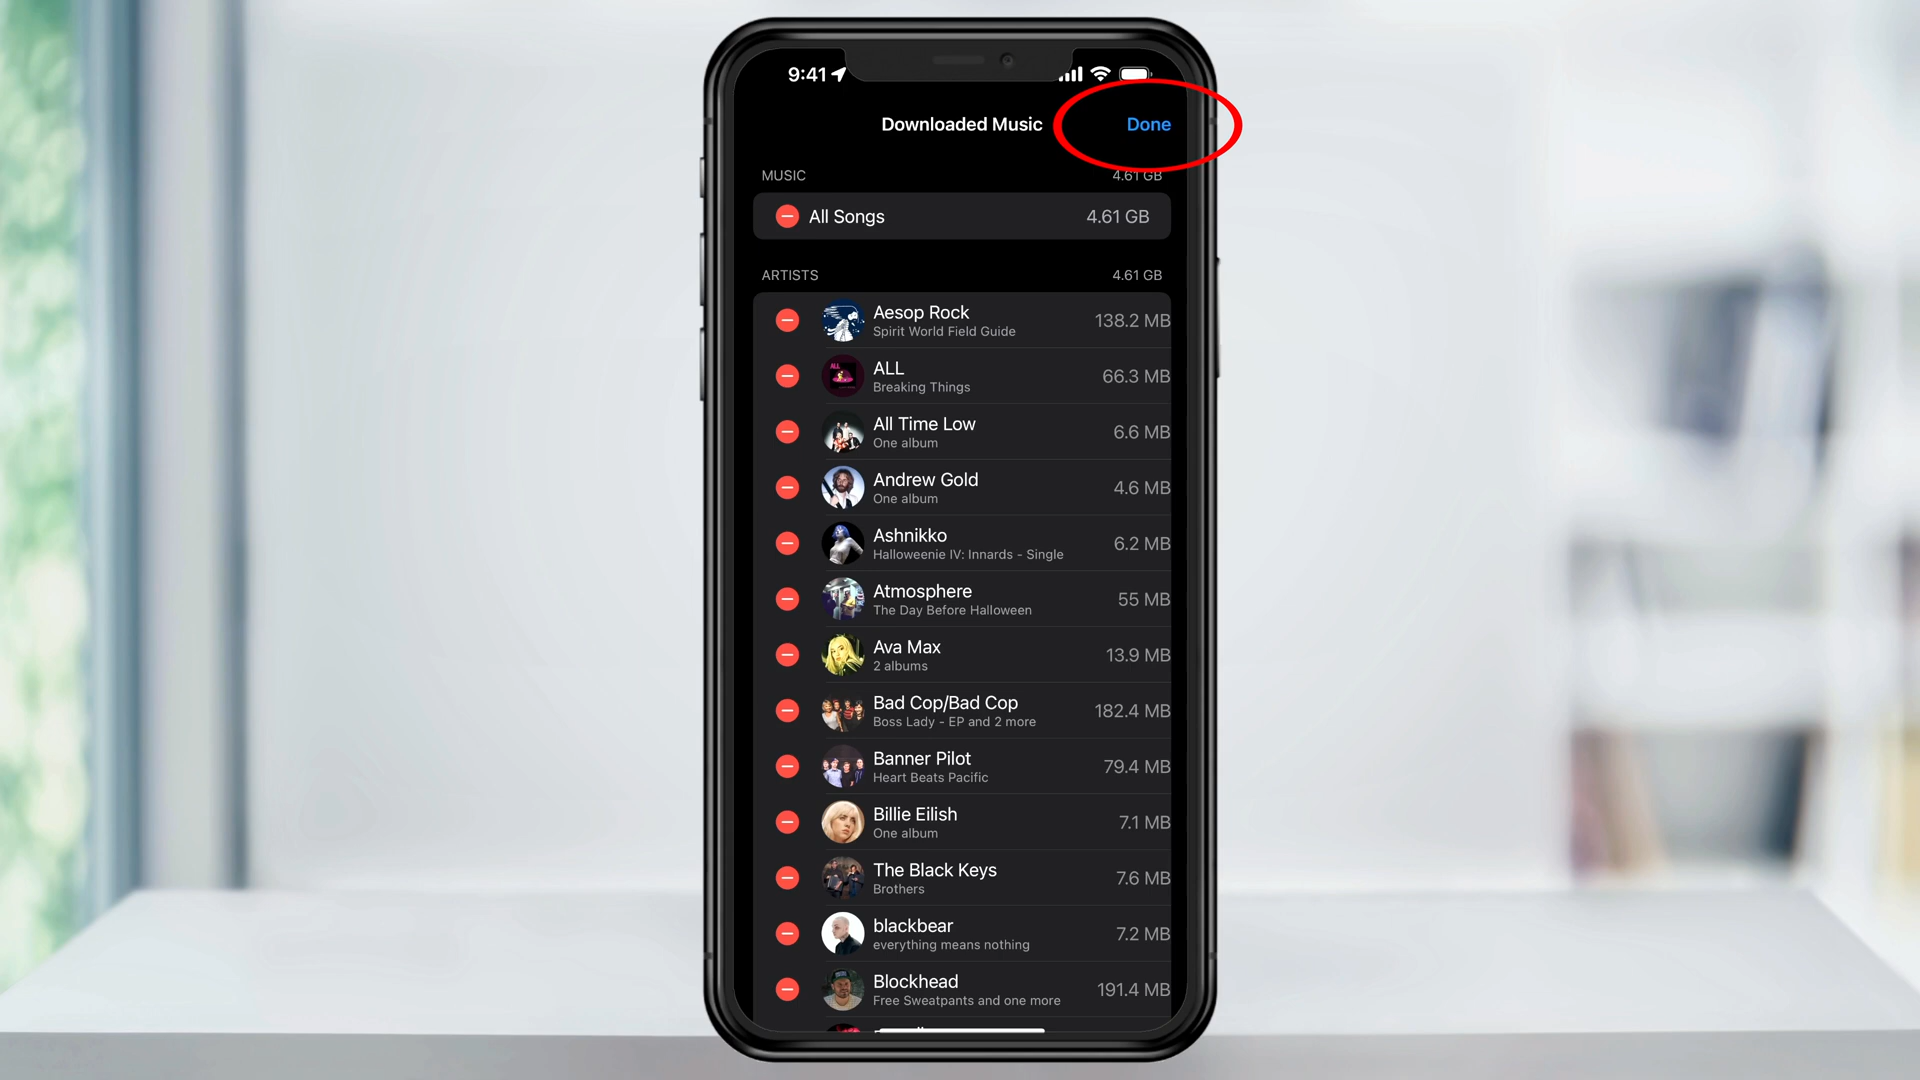 9:41
Downloaded Music
Done
MUSIC 4.61 GB
All Songs 4.61 GB
ARTISTS 4.61 GB
Aesop Rock
Spirit World Field Guide
138.2 MB
ALL
Breaking Things
66.3 MB
All Time Low
One album
6.6 MB
Andrew Gold
One album
4.6 MB
Ashnikko
Halloweenie IV: Innards - Single
6.2 MB
Atmosphere
The Day Before Halloween
55 MB
Ava Max
2 albums
13.9 MB
Bad Cop/Bad Cop
Boss Lady - EP and 2 more
182.4 MB
Banner Pilot
Heart Beats Pacific
79.4 MB
Billie Eilish
One album
7.1 MB
The Black Keys
Brothers
7.6 MB
blackbear
everything means nothing
7.2 MB
Blockhead
Free Sweatpants and one more
191.4 MB